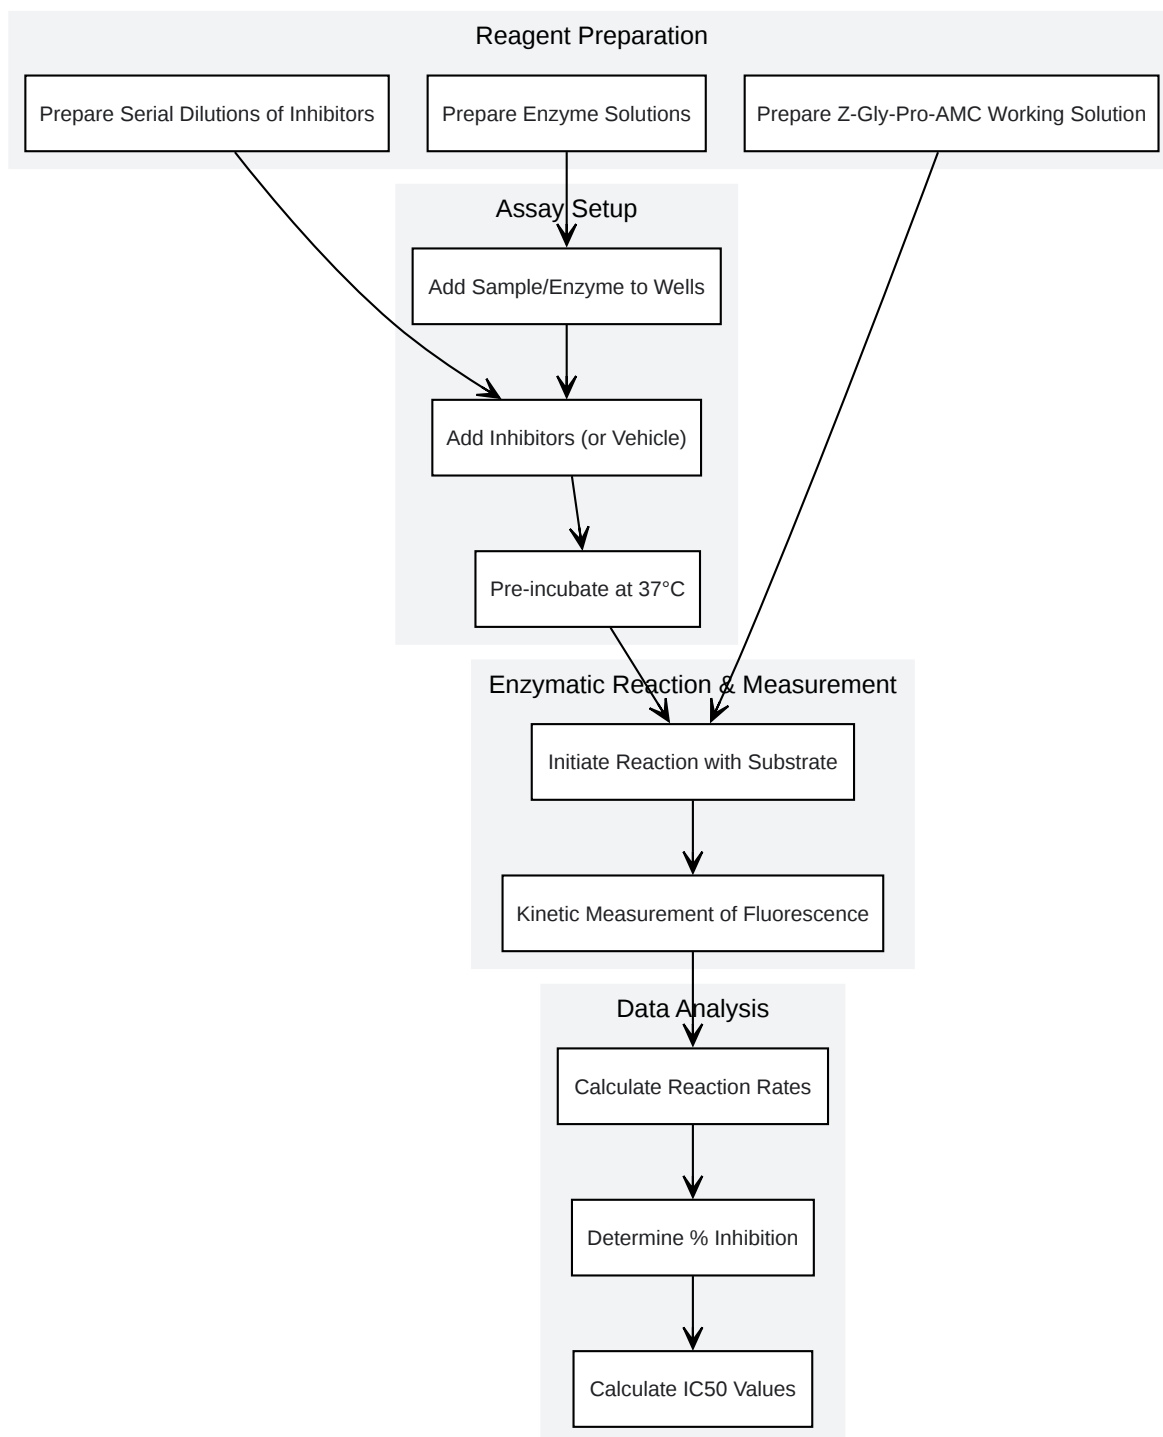 Reagent Preparation
Prepare Serial Dilutions of Inhibitors
Prepare Enzyme Solutions
Prepare Z-Gly-Pro-AMC Working Solution
Assay Setup
Add Sample/Enzyme to Wells
Add Inhibitors (or Vehicle)
Pre-incubate at 37°C
Enzymatic Reaction & Measurement
Initiate Reaction with Substrate
Kinetic Measurement of Fluorescence
Data Analysis
Calculate Reaction Rates
Determine % Inhibition
Calculate IC50 Values